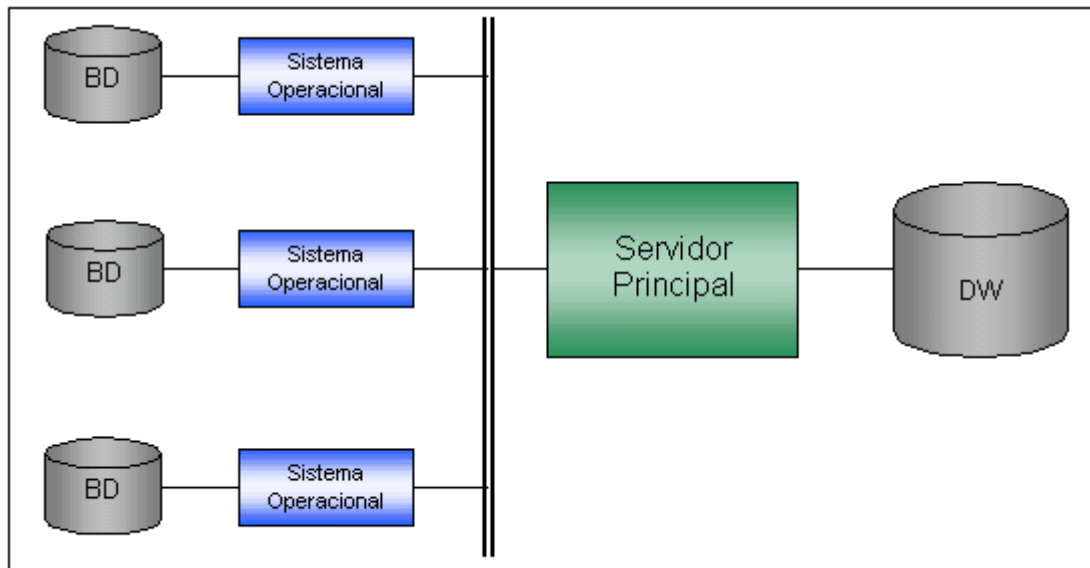 BD
Sistema
Operacional
BD
Sistema
Operacional
Servidor
Principal
DW
BD
Sistema
Operacional